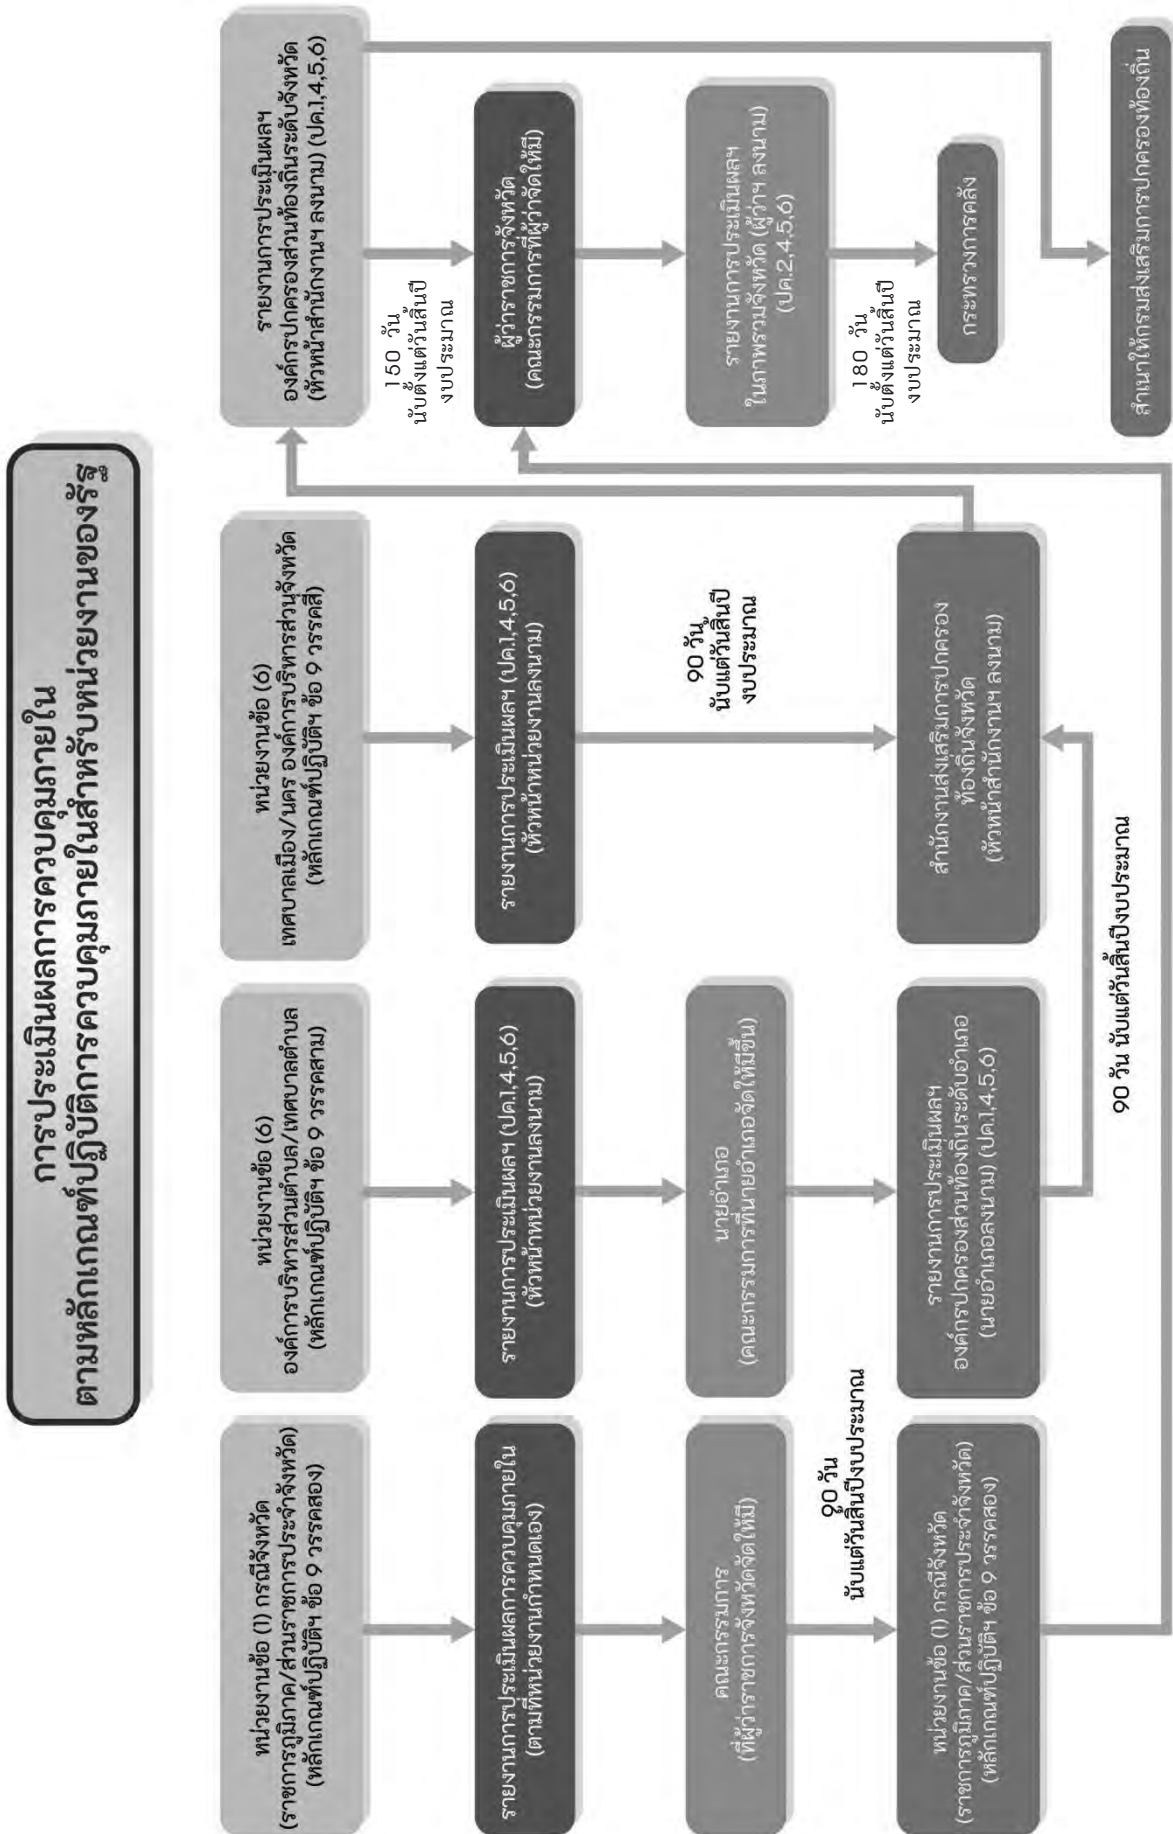 การประเมินผลการควบคุมภายใน
ตามหลักเกณฑ์ปฏิบัติการควบคุมภายในสำหรับหน่วยงานของรัฐ
หน่วยงานข้อ (1) กรณีจังหวัด
(ราชการภูมิภาค/ส่วนราชการประจำจังหวัด)
(หลักเกณฑ์ปฏิบัติฯ ข้อ 9 วรรคสอง)
รายงานการประเมินผลการควบคุมภายใน
(ตามที่หน่วยงานกำหนดเอง)
คณะกรรมการ
(ที่ผู้ว่าราชการจังหวัดจัดให้มี)
90 วัน
นับแต่วันสิ้นปีงบประมาณ
หน่วยงานข้อ (1) กรณีจังหวัด
(ราชการภูมิภาค/ส่วนราชการประจำจังหวัด)
(หลักเกณฑ์ปฏิบัติฯ ข้อ 9 วรรคสอง)
หน่วยงานข้อ (6)
องค์การบริหารส่วนตำบล/เทศบาลตำบล
(หลักเกณฑ์ปฏิบัติฯ ข้อ 9 วรรคสาม)
รายงานการประเมินผลฯ (ปค.1,4,5,6)
(หัวหน้าหน่วยงานลงนาม)
นายอำเภอ
(คณะกรรมการที่นายอำเภอจัดให้มีขึ้น)
รายงานการประเมินผลฯ
องค์กรปกครองส่วนท้องถิ่นระดับอำเภอ
(นายอำเภอลงนาม) (ปค.1,4,5,6)
90 วัน นับแต่วันสิ้นปีงบประมาณ
หน่วยงานข้อ (6)
เทศบาลเมือง/นคร องค์การบริหารส่วนจังหวัด
(หลักเกณฑ์ปฏิบัติฯ ข้อ 9 วรรคสี่)
รายงานการประเมินผลฯ (ปค.1,4,5,6)
(หัวหน้าหน่วยงานลงนาม)
90 วัน
นับแต่วันสิ้นปี
งบประมาณ
สำนักงานส่งเสริมการปกครอง
ท้องถิ่นจังหวัด
(หัวหน้าสำนักงานฯ ลงนาม)
รายงานการประเมินผลฯ
องค์กรปกครองส่วนท้องถิ่นระดับจังหวัด
(หัวหน้าสำนักงานฯ ลงนาม) (ปค.1,4,5,6)
150 วัน
นับตั้งแต่วันสิ้นปี
งบประมาณ
ผู้ว่าราชการจังหวัด
(คณะกรรมการที่ผู้ว่าจัดให้มี)
รายงานการประเมินผลฯ
ในภาพรวมจังหวัด (ผู้ว่าฯ ลงนาม)
(ปค.2,4,5,6)
180 วัน
นับตั้งแต่วันสิ้นปี
งบประมาณ
กระทรวงการคลัง
สำเนาให้กรมส่งเสริมการปกครองท้องถิ่น